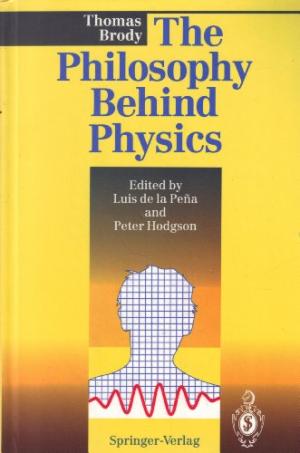 Thomas
Brody
The
Philosophy
Behind
Physics
Edited by
Luis de la Peña
and
Peter Hodgson
Springer-Verlag